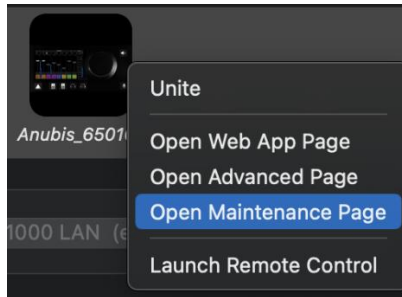 Unite
Anubis_6501
Open Web App Page
Open Advanced Page
Open Maintenance Page
1000 LAN (e
Launch Remote Control